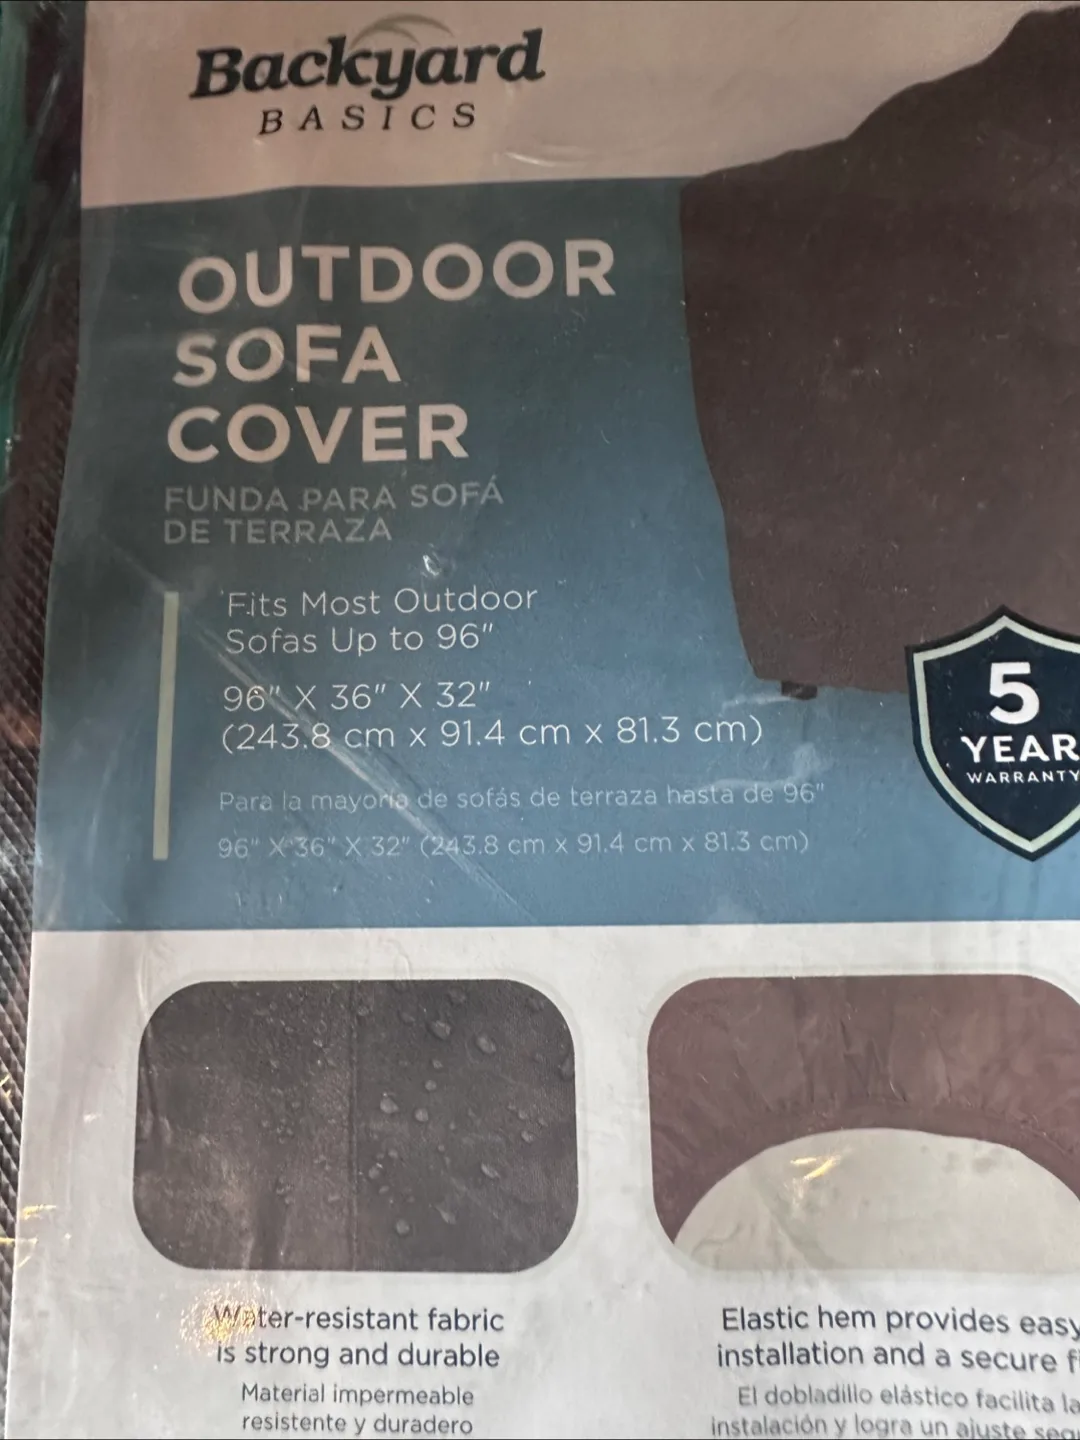 Backyard
BASICS
OUTDOOR
SOFA
COVER
FUNDA PARA SOFÁ
DE TERRAZA
Fits Most Outdoor
Sofas Up to 96"
96" X 36" X 32"
(243.8 cm x 91.4 cm x 81.3 cm)
Para la mayoría de sofás de terraza hasta de 96"
96" X 36" X 32" (243.8 cm x 91.4 cm x 81.3 cm)
5
YEAR
WARRANTY
Water-resistant fabric
is strong and durable
Material impermeable
resistente y duradero
Elastic hem provides easy
installation and a secure
El dobladillo elástico facilita la
instalación y logra un ajuste